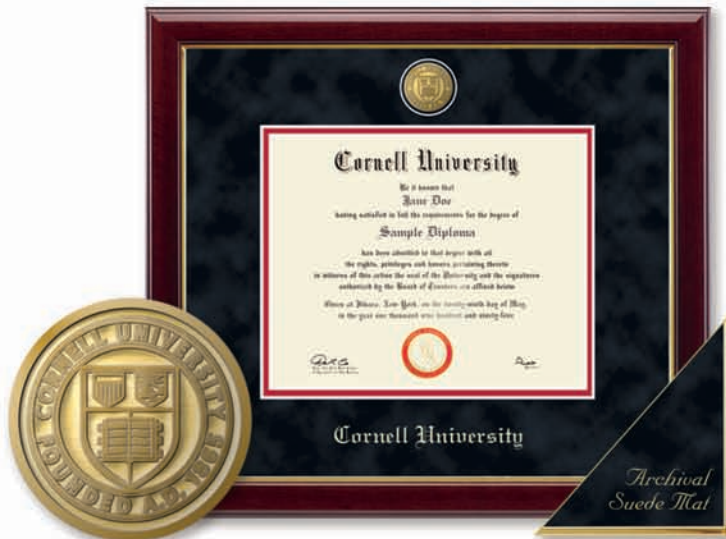 Cornell University
Be it known that
Jane Doe
having satisfied in full the requirements for the degree of
Sample Diploma
has been admitted to that degree with all
the rights, privileges and honors pertaining thereto
in witness of this action the seal of the University and the signatures
authorized by the Board of Trustees are affixed below
Given at Ithaca, New York, on the twenty-ninth day of May,
in the year one thousand nine hundred and ninety-five
Cornell University
CORNELL UNIVERSITY
FOUNDED A.D. 1865
Archival
Suede Mat